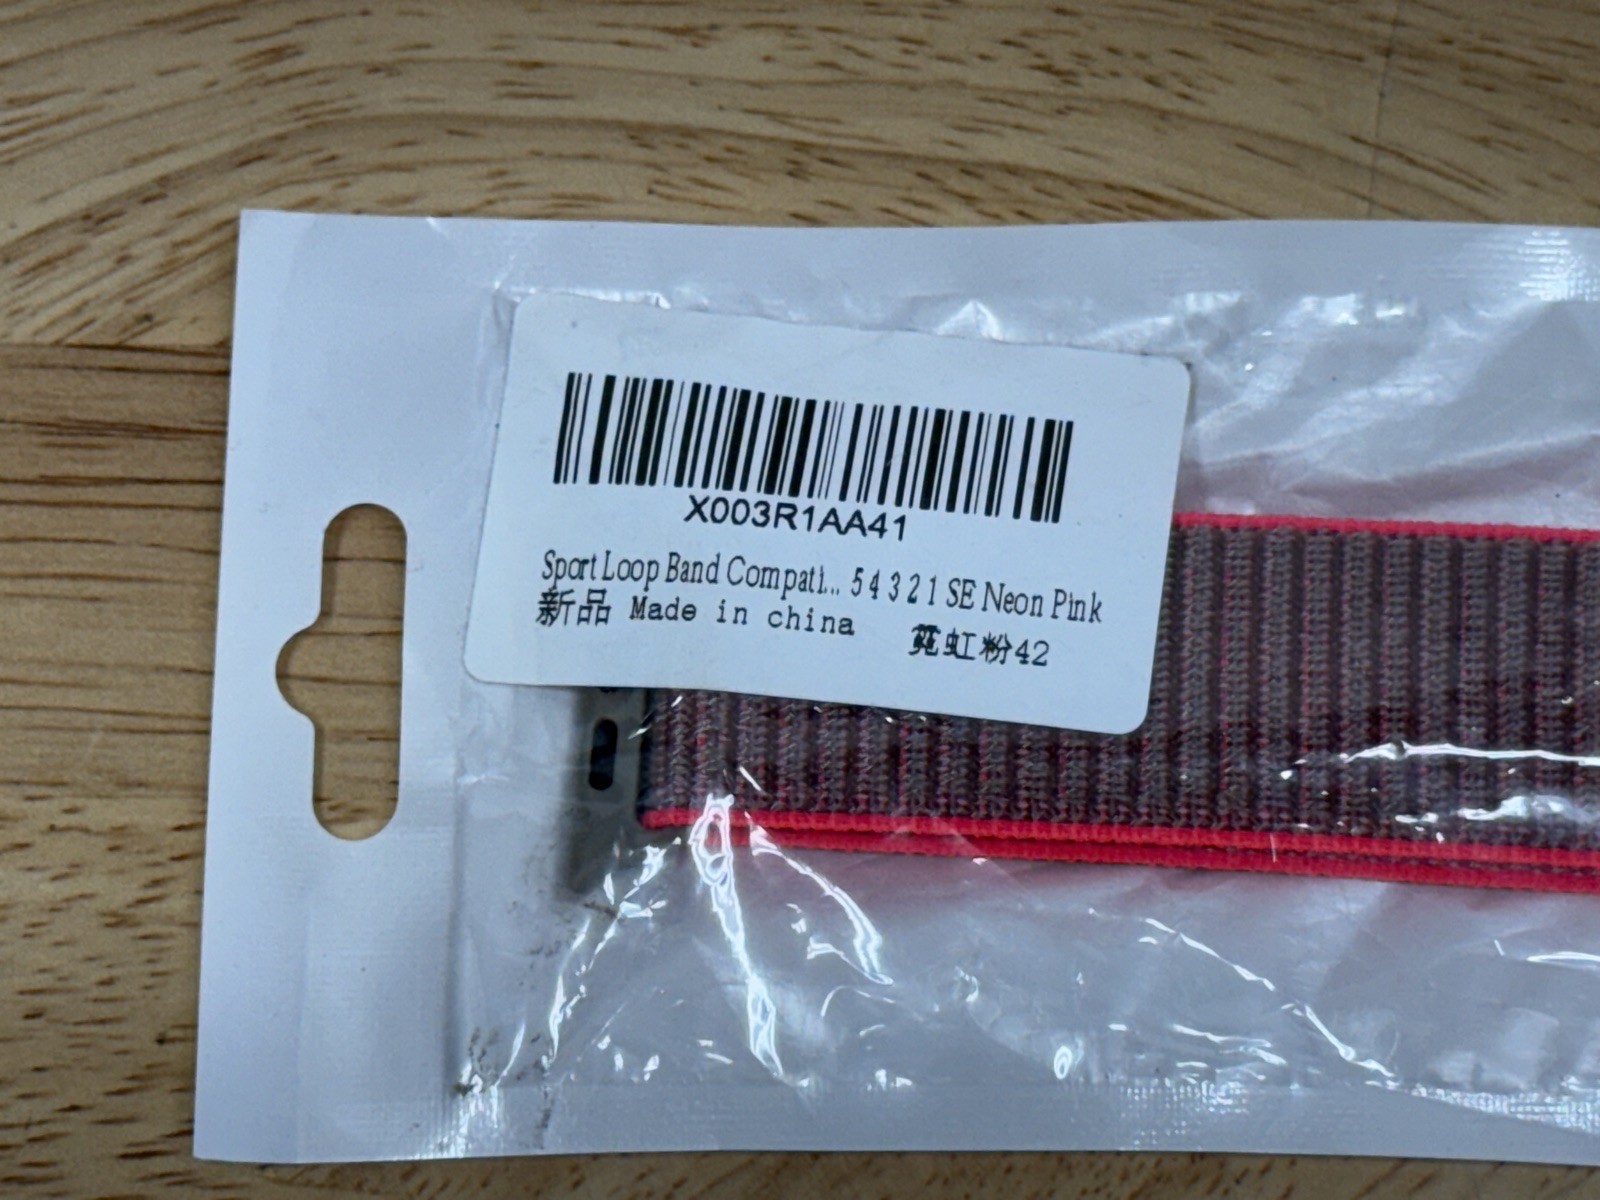 X003R1AA41
Sport Loop Band Compati... 5 4 3 2 1 SE Neon Pink
新品 Made in china 霓虹粉42